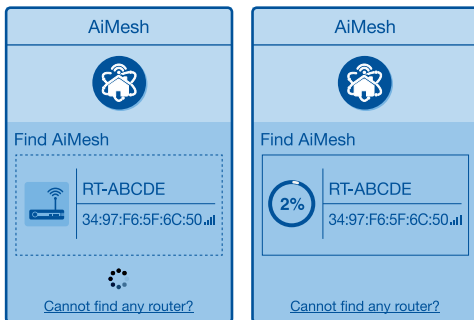 AiMesh
Find AiMesh
RT-ABCDE
34:97:F6:5F:6C:50
Cannot find any router?
AiMesh
Find AiMesh
2%
RT-ABCDE
34:97:F6:5F:6C:50
Cannot find any router?